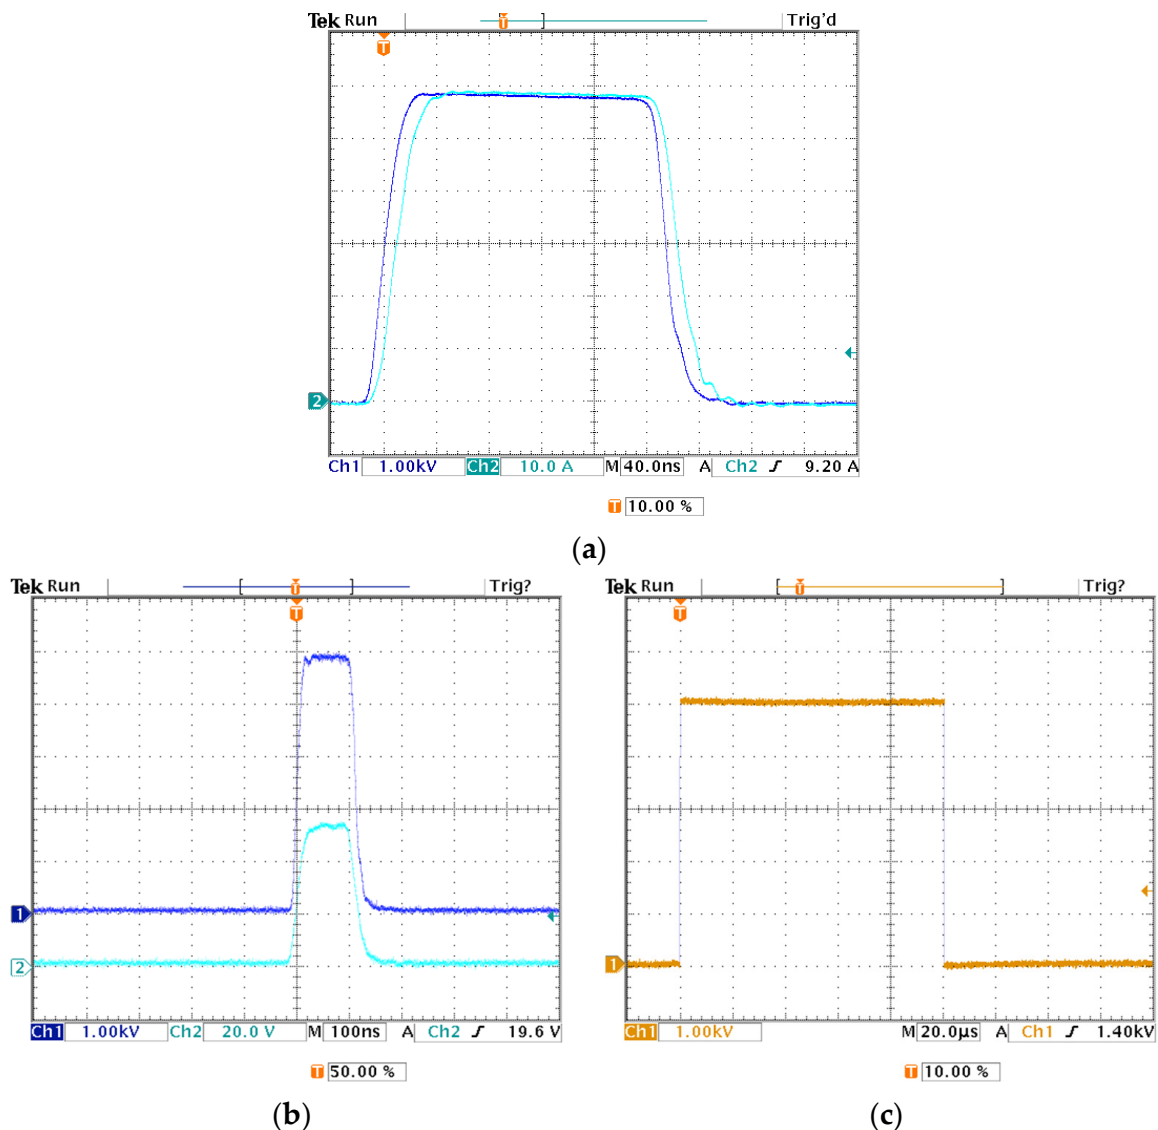 Tek Run Trig'd
T
T
2
Ch1 1.00kV Ch2 10.0 A M 40.0ns A Ch2 9.20 A
T 10.00 %
(a)
Tek Run Trig?
T
T
1
2
Ch1 1.00kV Ch2 20.0 V M 100ns A Ch2 19.6 V
T 50.00 %
(b)
Tek Run Trig?
T
T
1
Ch1 1.00kV M 20.0µs A Ch1 1.40kV
T 10.00 %
(c)